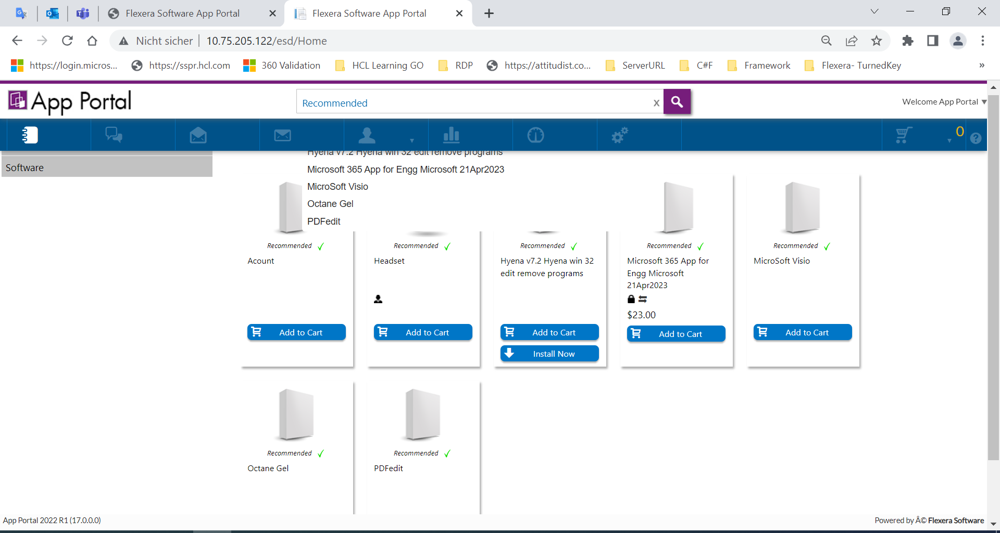 Flexera Software App Portal
Flexera Software App Portal
Nicht sicher
10.75.205.122/esd/Home
https://login.micros...
https://sspr.hcl.com
360 Validation
HCL Learning GO
RDP
https://attitudist.co...
ServerURL
C#F
Framework
Flexera- TurnedKey
»
App Portal
Recommended
x
Welcome App Portal
0
Software
Hyena v7.2 Hyena win 32 edit remove programs
Microsoft 365 App for Engg Microsoft 21Apr2023
MicroSoft Visio
Octane Gel
PDFedit
Recommended
Acount
Add to Cart
Recommended
Headset
Add to Cart
Recommended
Hyena v7.2 Hyena win 32
edit remove programs
Add to Cart
Install Now
Recommended
Microsoft 365 App for
Engg Microsoft
21Apr2023
$23.00
Add to Cart
Recommended
MicroSoft Visio
Add to Cart
Recommended
Octane Gel
Recommended
PDFedit
App Portal 2022 R1 (17.0.0.0)
Powered by Â© Flexera Software